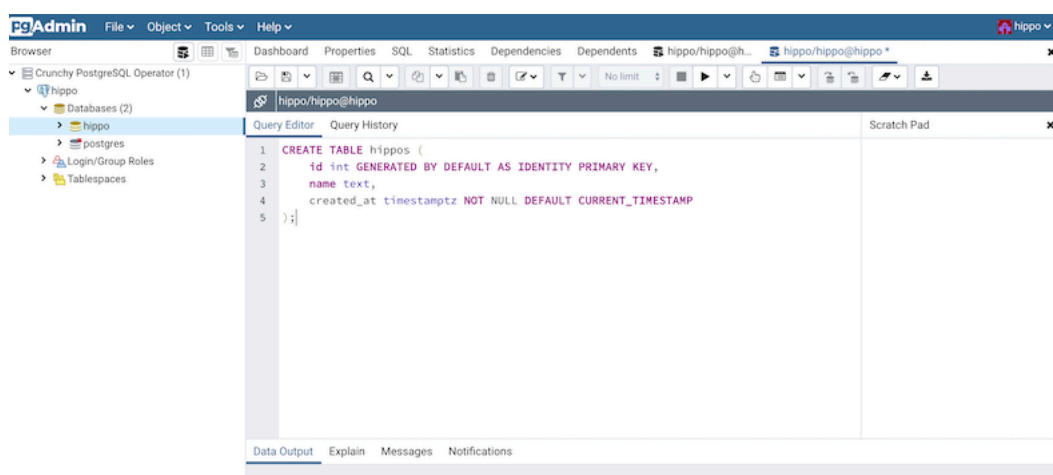 pgAdmin File Object Tools Help hippo
Browser
Dashboard Properties SQL Statistics Dependencies Dependents hippo/hippo@h... hippo/hippo@hippo *
Crunchy PostgreSQL Operator (1)
hippo
Databases (2)
hippo
postgres
Login/Group Roles
Tablespaces
No limit
hippo/hippo@hippo
Query Editor Query History
Scratch Pad
1 CREATE TABLE hippos (
2 id int GENERATED BY DEFAULT AS IDENTITY PRIMARY KEY,
3 name text,
4 created_at timestamptz NOT NULL DEFAULT CURRENT_TIMESTAMP
5 );
Data Output Explain Messages Notifications